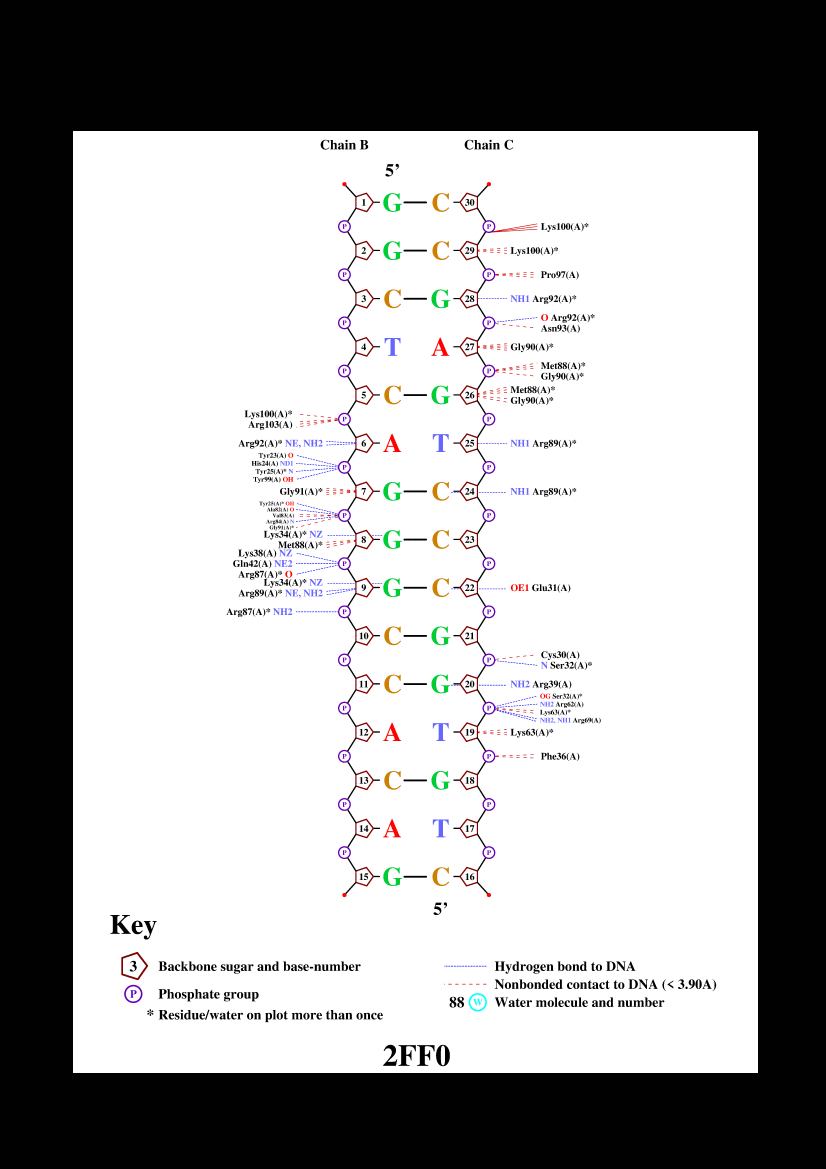 Chain B Chain C
5’
1 G C 30
P P Lys100(A)*
2 G C 29 Lys100(A)*
P P Pro97(A)
3 C G 28 NH1 Arg92(A)*
P P O Arg92(A)*
Asn93(A)
4 T A 27 Gly90(A)*
P P Met88(A)*
Gly90(A)*
5 C G 26 Met88(A)*
Gly90(A)*
Lys100(A)* P P
Arg103(A)
Arg92(A)* NE, NH2 6 A T 25 NH1 Arg89(A)*
Tyr23(A) O
His24(A) ND1 P P
Tyr25(A)* N
Tyr99(A) OH
Gly91(A)* 7 G C 24 NH1 Arg89(A)*
Tyr25(A)* OH
Ala82(A) O
Val83(A) P P
Arg84(A) N
Gly91(A)*
Lys34(A)* NZ 8 G C 23
Met88(A)*
Lys38(A) NZ
Gln42(A) NE2 P P
Arg87(A)* O
Lys34(A)* NZ 9 G C 22 OE1 Glu31(A)
Arg89(A)* NE, NH2
Arg87(A)* NH2 P P
10 C G 21
P P Cys30(A)
N Ser32(A)*
11 C G 20 NH2 Arg39(A)
P P OG Ser32(A)*
NH2 Arg62(A)
Lys63(A)*
NH2, NH1 Arg69(A)
12 A T 19 Lys63(A)*
P P Phe36(A)
13 C G 18
P P
14 A T 17
P P
15 G C 16
5’
Key
3 Backbone sugar and base-number
P Phosphate group
* Residue/water on plot more than once
Hydrogen bond to DNA
Nonbonded contact to DNA (< 3.90A)
88 W Water molecule and number
2FF0